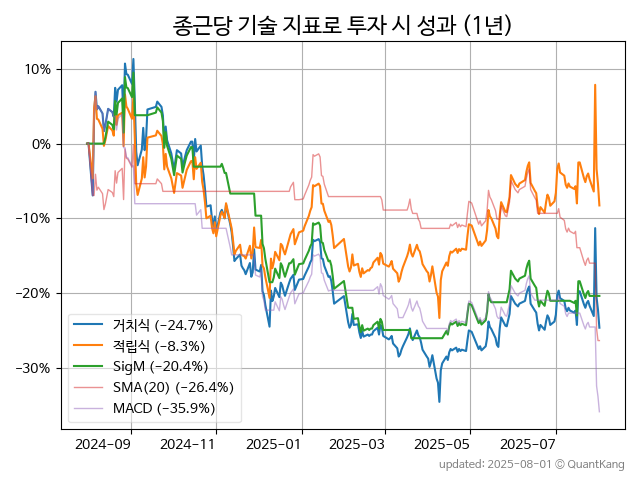 종근당 기술 지표로 투자 시 성과 (1년)
10%
0%
−10%
−20%
−30%
거치식 (−24.7%)
적립식 (−8.3%)
SigM (−20.4%)
SMA(20) (−26.4%)
MACD (−35.9%)
2024−09 2024−11 2025−01 2025−03 2025−05 2025−07
updated: 2025-08-01 © QuantKang